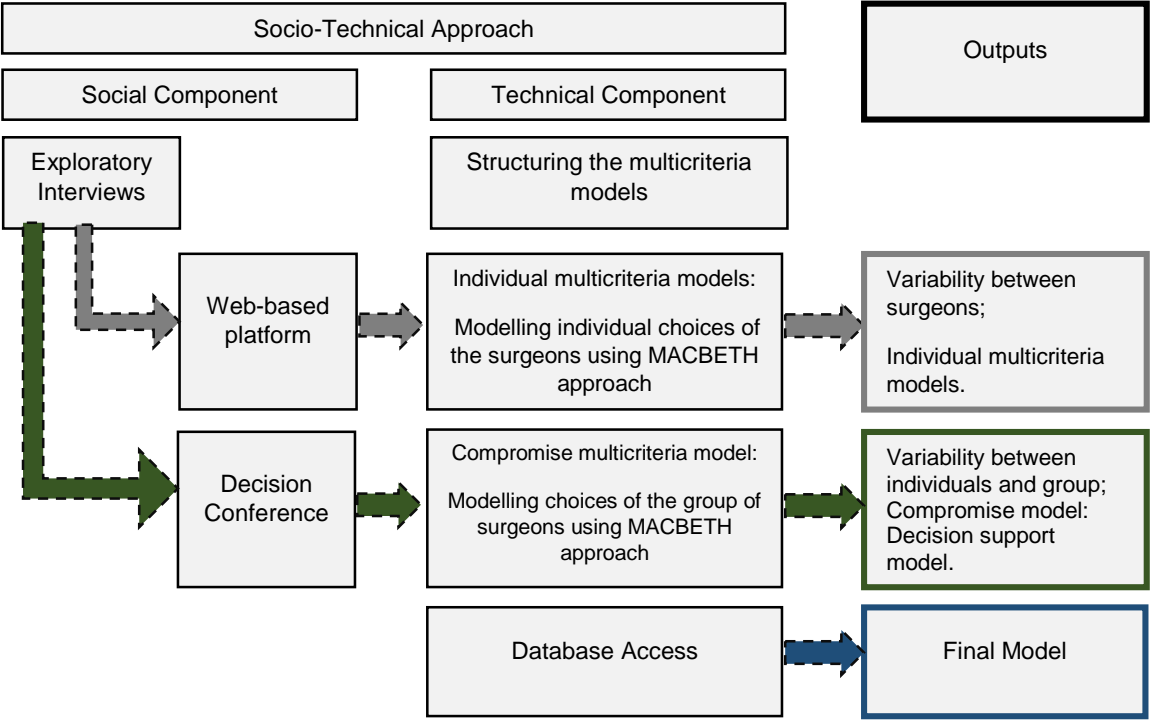 Socio-Technical Approach
Outputs
Social Component
Technical Component
Exploratory
Interviews
Structuring the multicriteria
models
Web-based
platform
Individual multicriteria models:
Modelling individual choices of
the surgeons using MACBETH
approach
Variability between
surgeons;
Individual multicriteria
models.
Decision
Conference
Compromise multicriteria model:
Modelling choices of the group of
surgeons using MACBETH
approach
Variability between
individuals and group;
Compromise model:
Decision support
model.
Database Access
Final Model